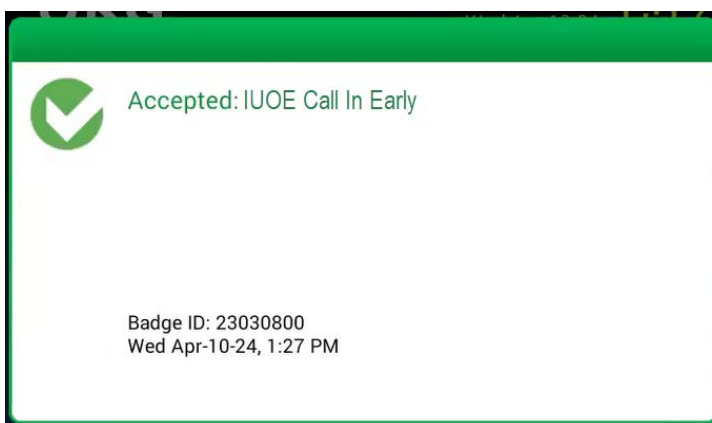 Accepted: IUOE Call In Early
Badge ID: 23030800
Wed Apr-10-24, 1:27 PM